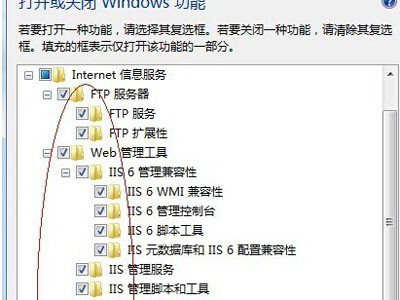 打开或关闭 Windows 功能
若要打开一种功能，请选择其复选框。若要关闭一种功能，请清除其复选
框。填充的框表示仅打开该功能的一部分。
Internet 信息服务
FTP 服务器
FTP 服务
FTP 扩展性
Web 管理工具
IIS 6 管理兼容性
IIS 6 WMI 兼容性
IIS 6 管理控制台
IIS 6 脚本工具
IIS 元数据库和 IIS 6 配置兼容性
IIS 管理服务
IIS 管理脚本和工具